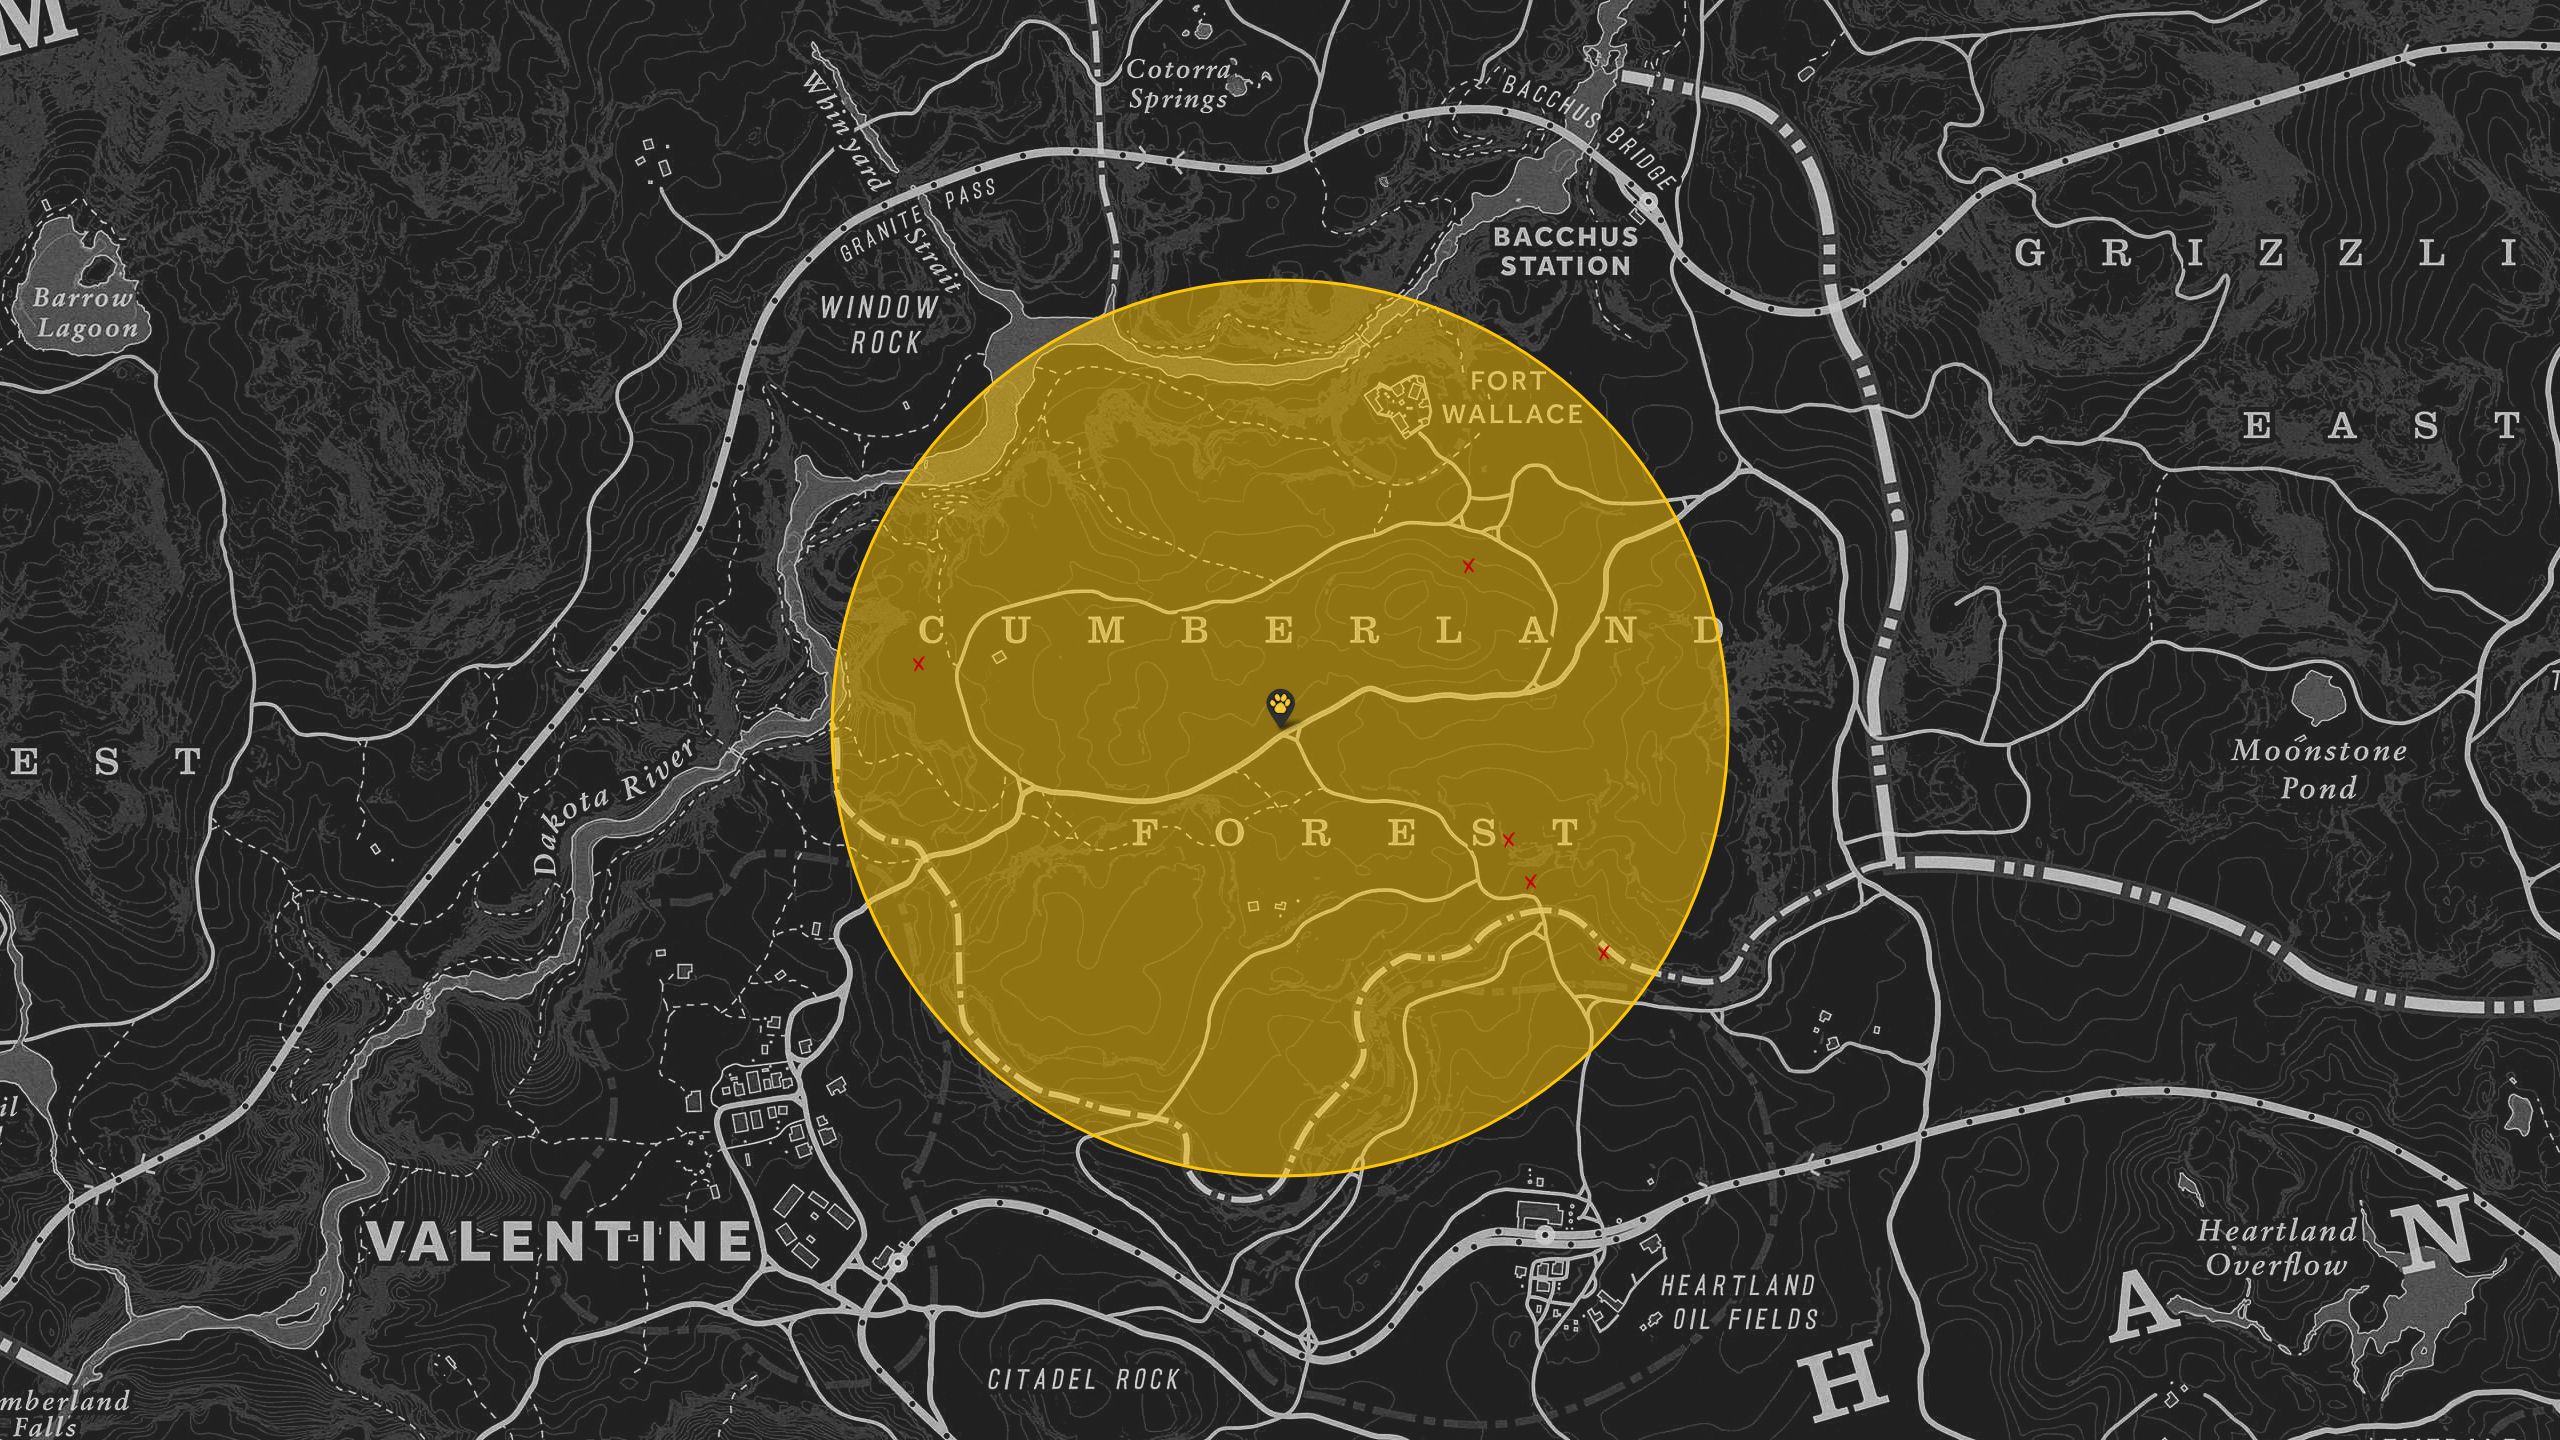 M
Cotorra
Springs
Whinyard
Strait
BACCHUS BRIDGE
GRANITE PASS
BACCHUS
STATION
GRIZZLI
Barrow
Lagoon
WINDOW
ROCK
FORT
WALLACE
EAST
CUMBERLAND
EST
Dakota River
Moonstone
Pond
FOREST
VALENTINE
Heartland
Overflow
HEARTLAND
OIL FIELDS
CITADEL ROCK
H
A
N
mberland
Falls
il